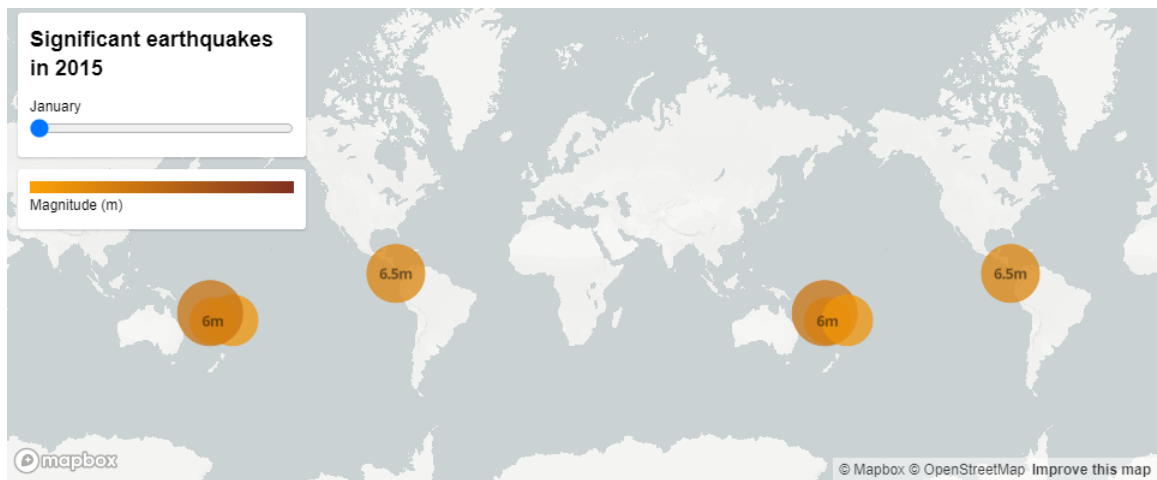 Significant earthquakes
in 2015
January
Magnitude (m)
6.5m
6.5m
6m
6m
mapbox
© Mapbox © OpenStreetMap Improve this map